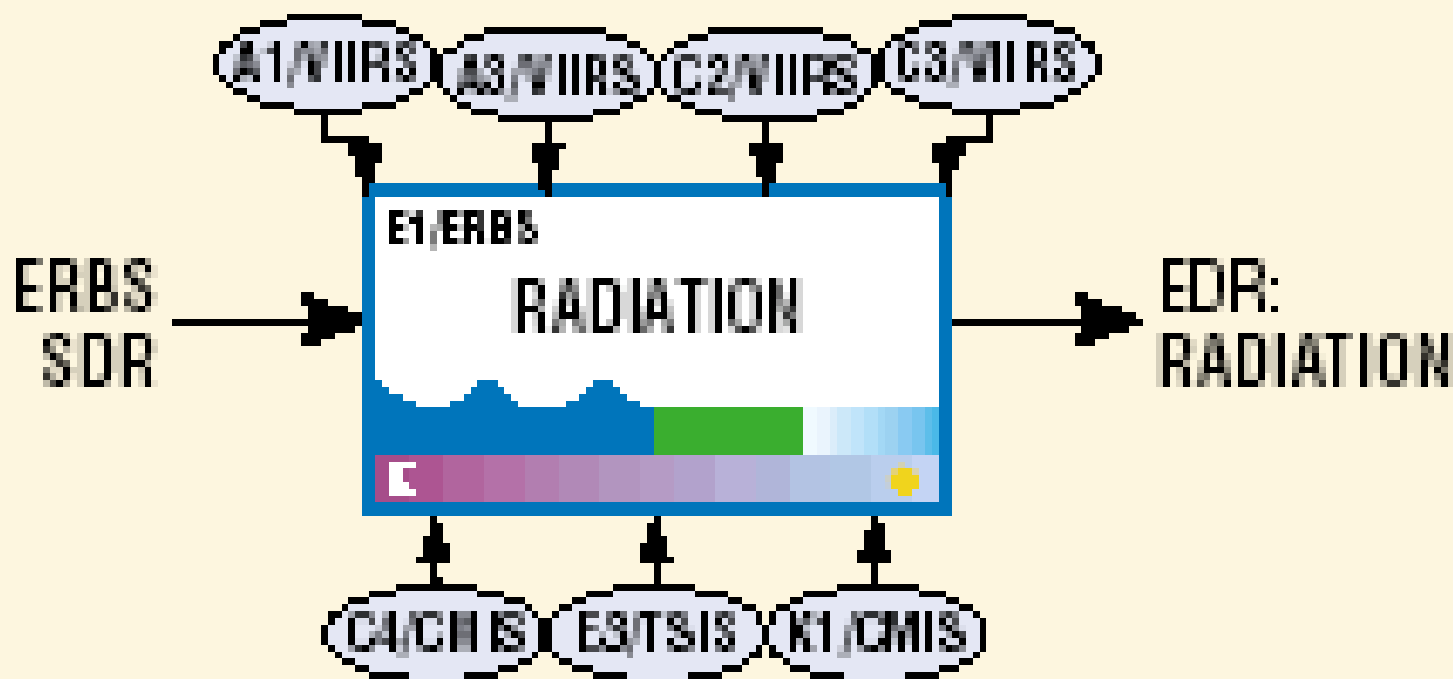 A1/VIIRS A3/VIIRS C2/VIIRS C3/VIIRS
E1/ERBS
RADIATION
ERBS
SDR
EDR:
RADIATION
C4/CMIS E3/TSIS K1/CMIS